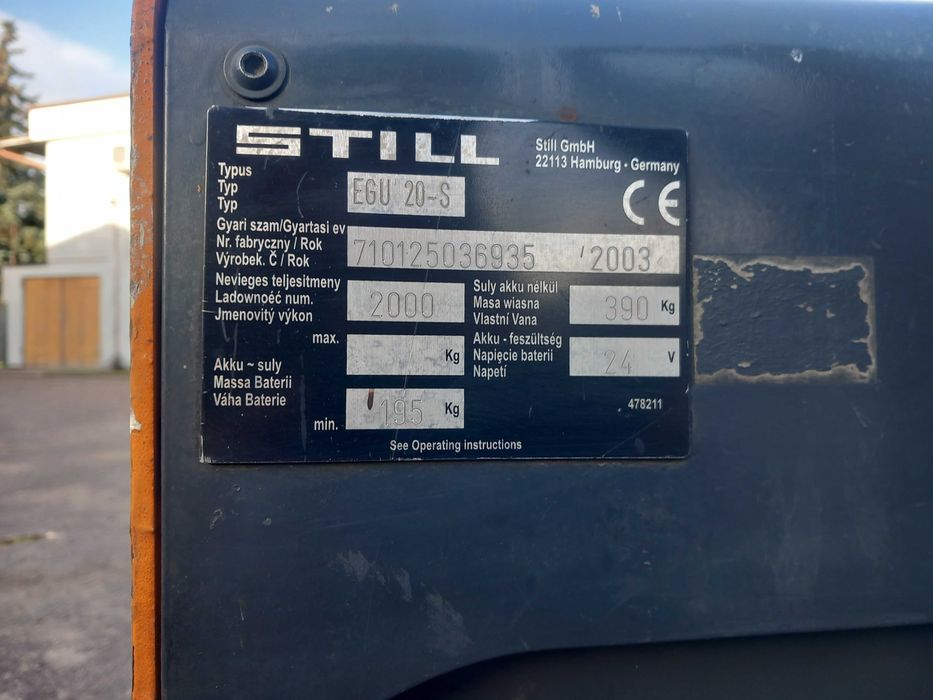 STILL
Still GmbH
22113 Hamburg - Germany
CE
Typus
Typ
Typ
EGU 20-S
Gyari szam/Gyartasi ev
Nr. fabryczny / Rok
Výrobek. Č / Rok
710125036935 / 2003
Nevieges teljesitmeny
Ladownoéć num.
Jmenovitý výkon
2000
Suly akku nélkül
Masa wiasna
Vlastní Vana
390 Kg
max.
Kg
Akku - feszültség
Napięcie baterii
Napetí
24 V
Akku ~ suly
Massa Baterii
Váha Baterie
min.
195 Kg
478211
See Operating instructions